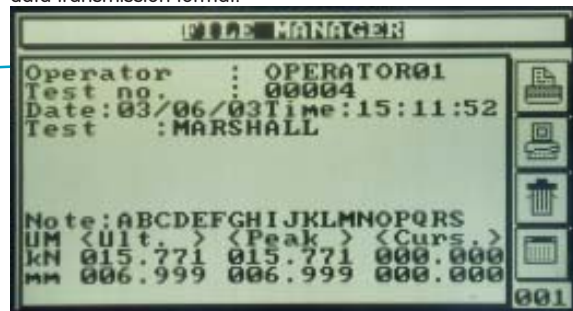 data transmission format
FILE MANAGER
Operator : OPERATOR01
Test no. : 00004
Date:03/06/03Time:15:11:52
Test :MARSHALL
Note:ABCDEFGHIJKLMNOPQRS
UM <Ult. > <Peak > <Curs.>
kN 015.771 015.771 000.000
mm 006.999 006.999 000.000
001